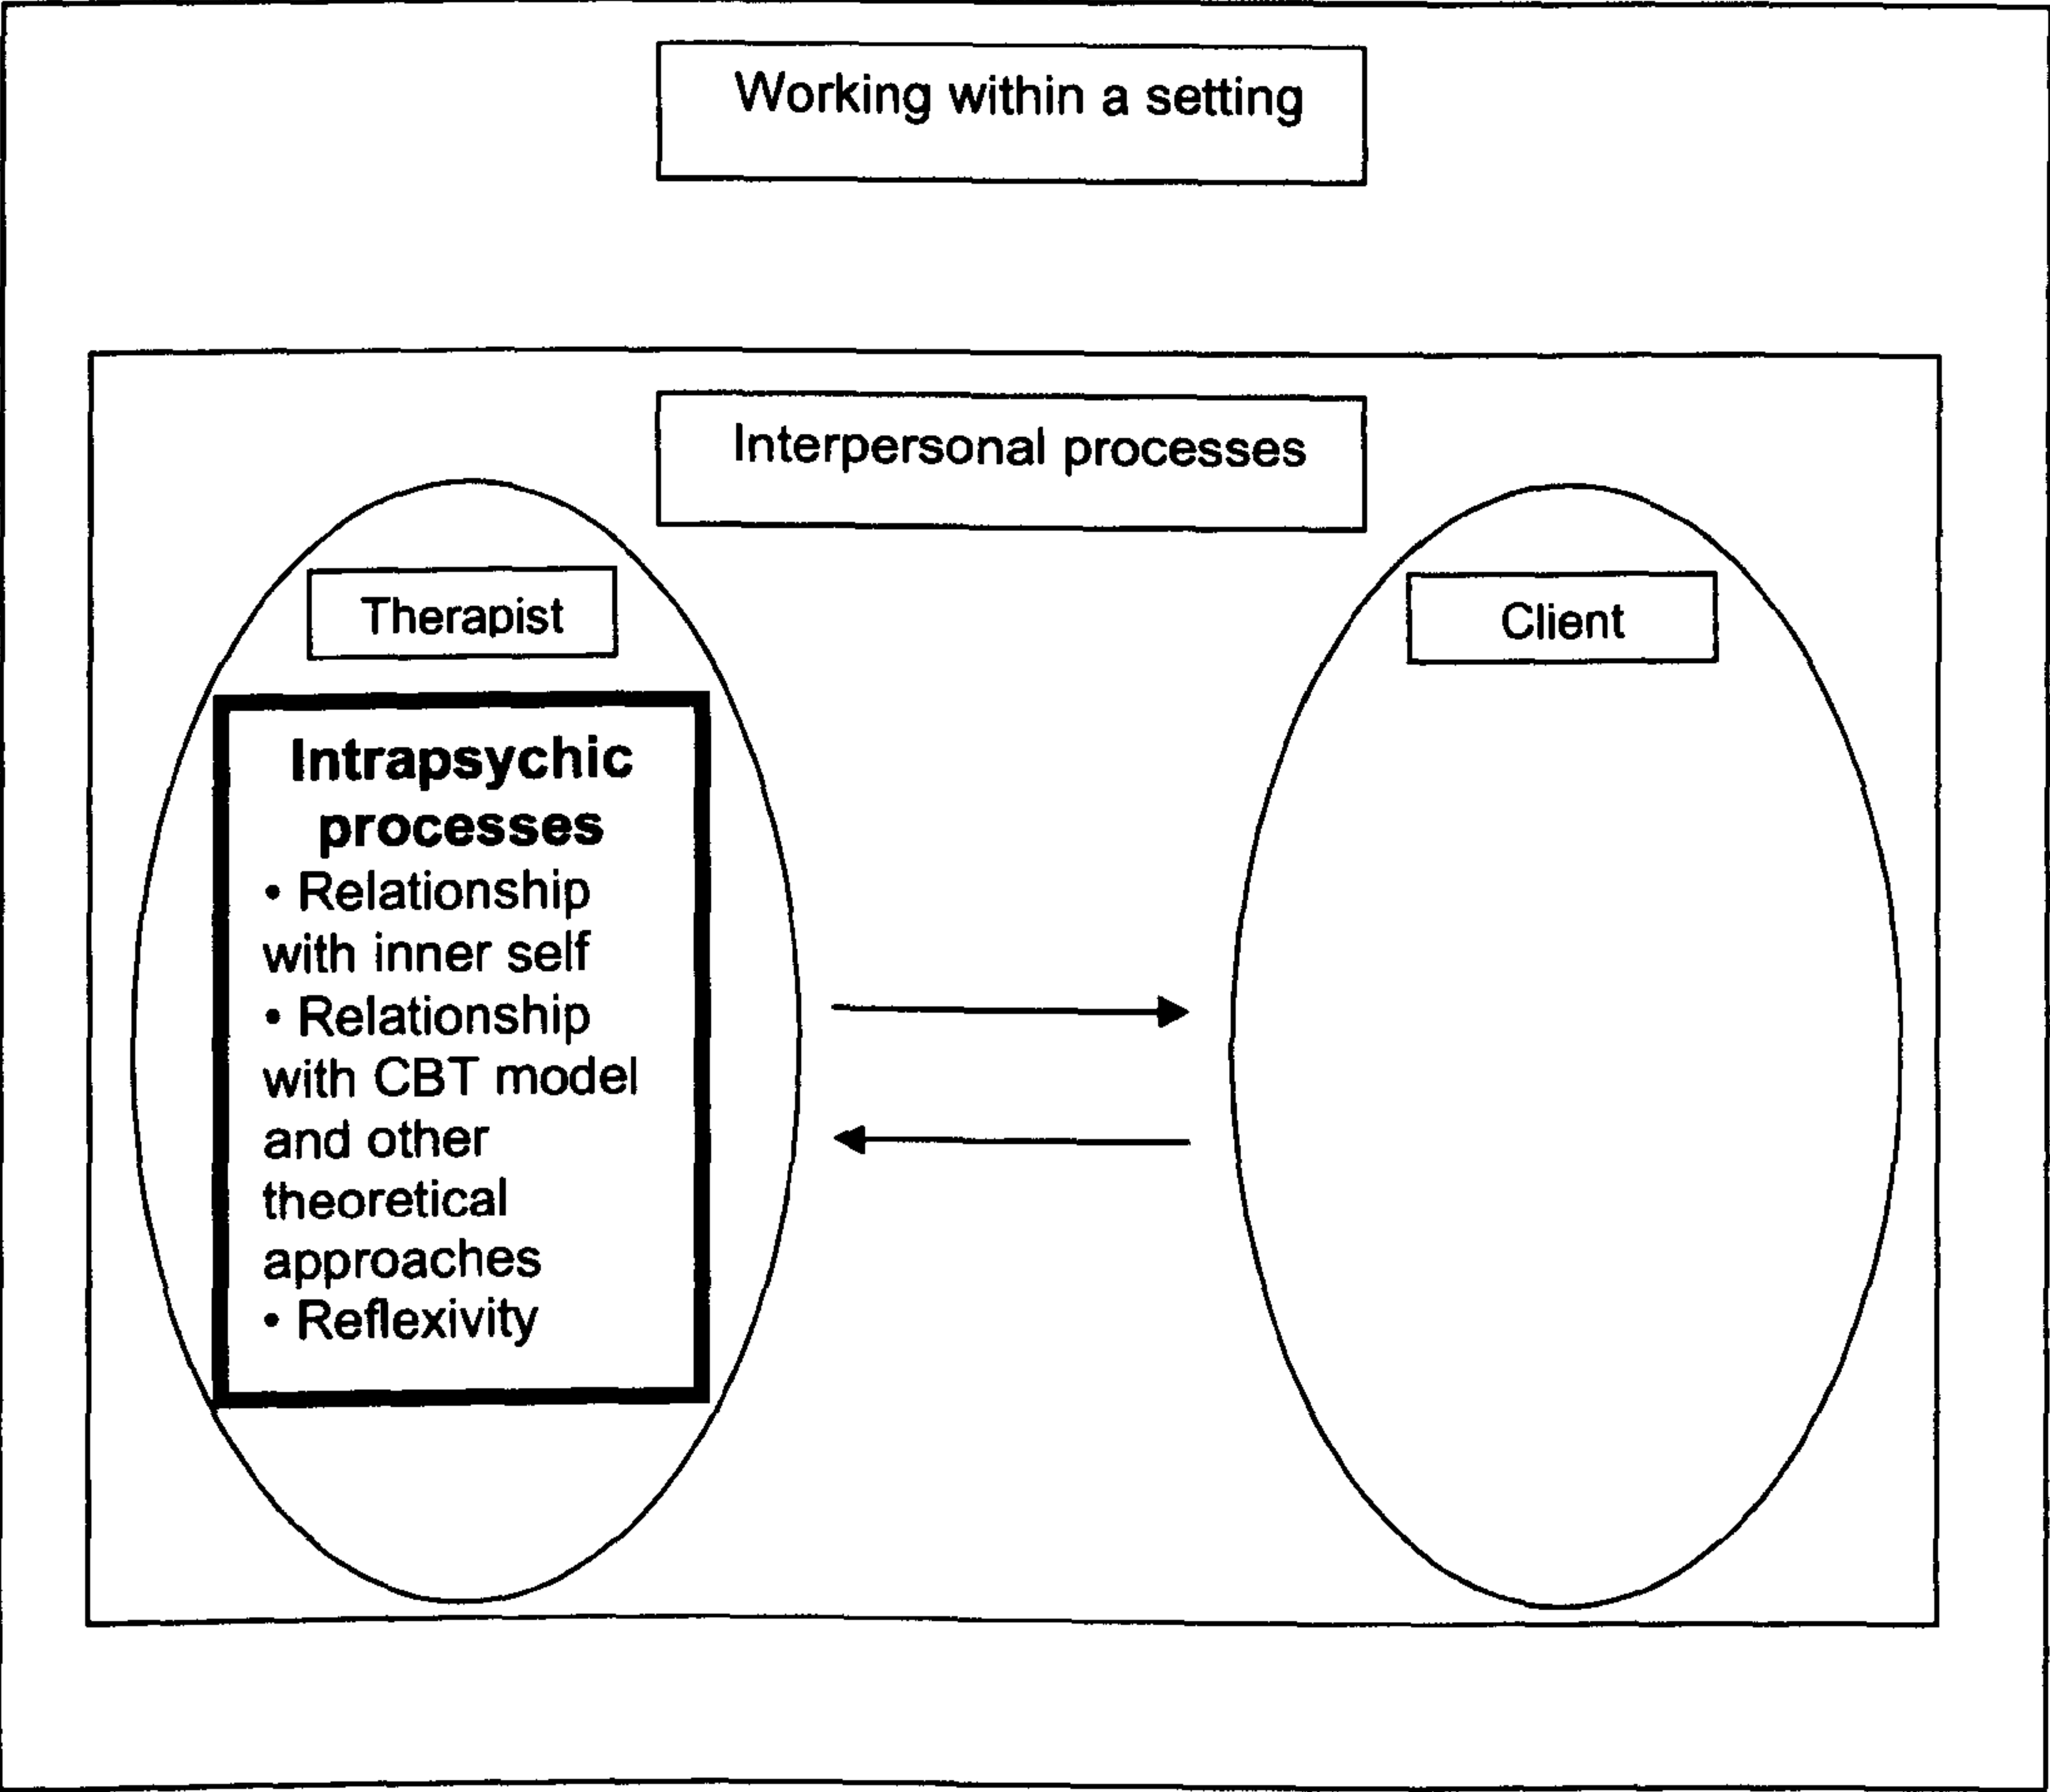 Working within a setting
Interpersonal processes
Therapist
Client
Intrapsychic
processes
• Relationship
with inner self
• Relationship
with CBT model
and other
theoretical
approaches
• Reflexivity